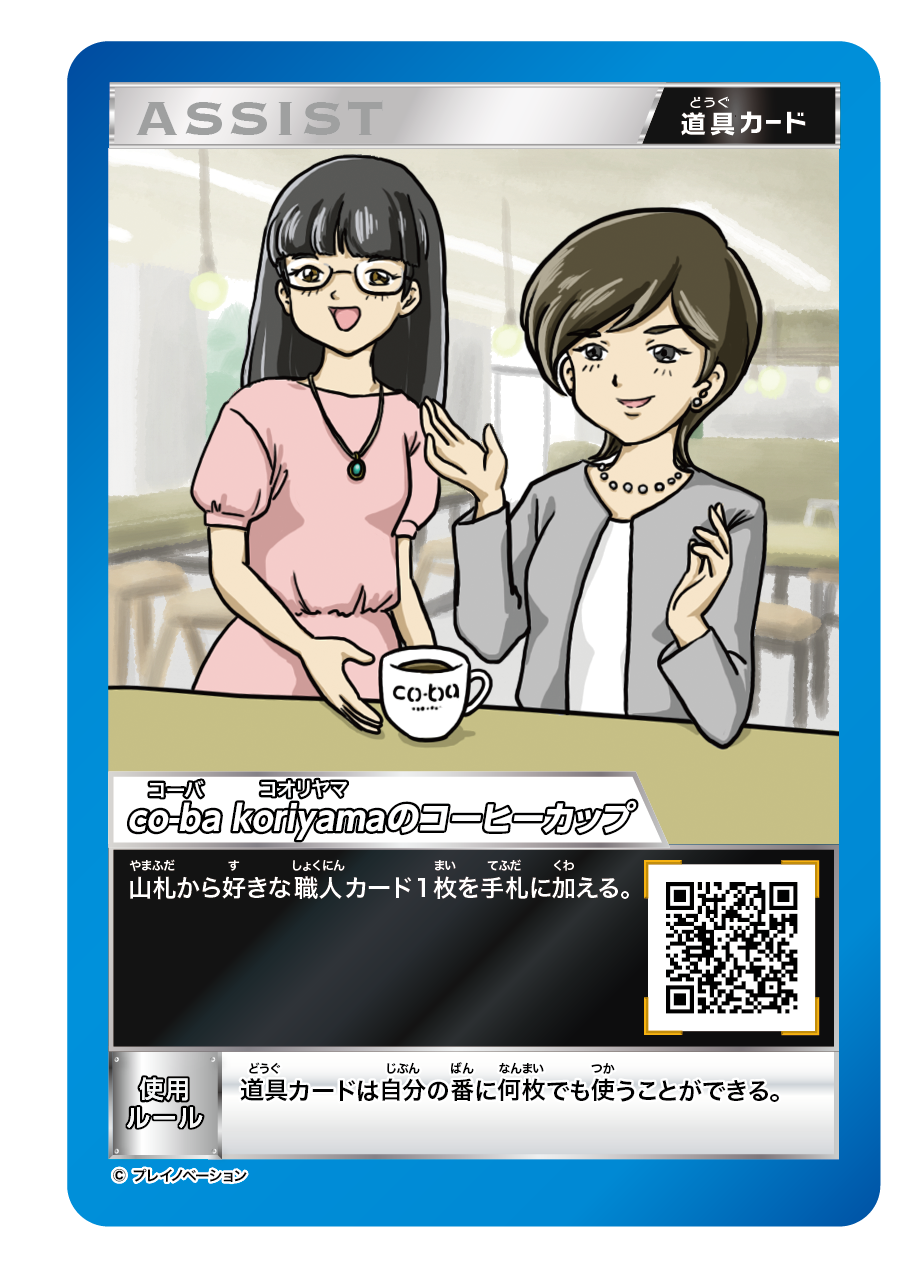 ASSIST
どうぐ
道具カード
co-ba
コーバ コオリヤマ
co-ba koriyamaのコーヒーカップ
やまふだ す しょくにん まい てふだ くわ
山札から好きな職人カード1枚を手札に加える。
使用
ルール
どうぐ じぶん ばん なんまい つか
道具カードは自分の番に何枚でも使うことができる。
© プレイノベーション